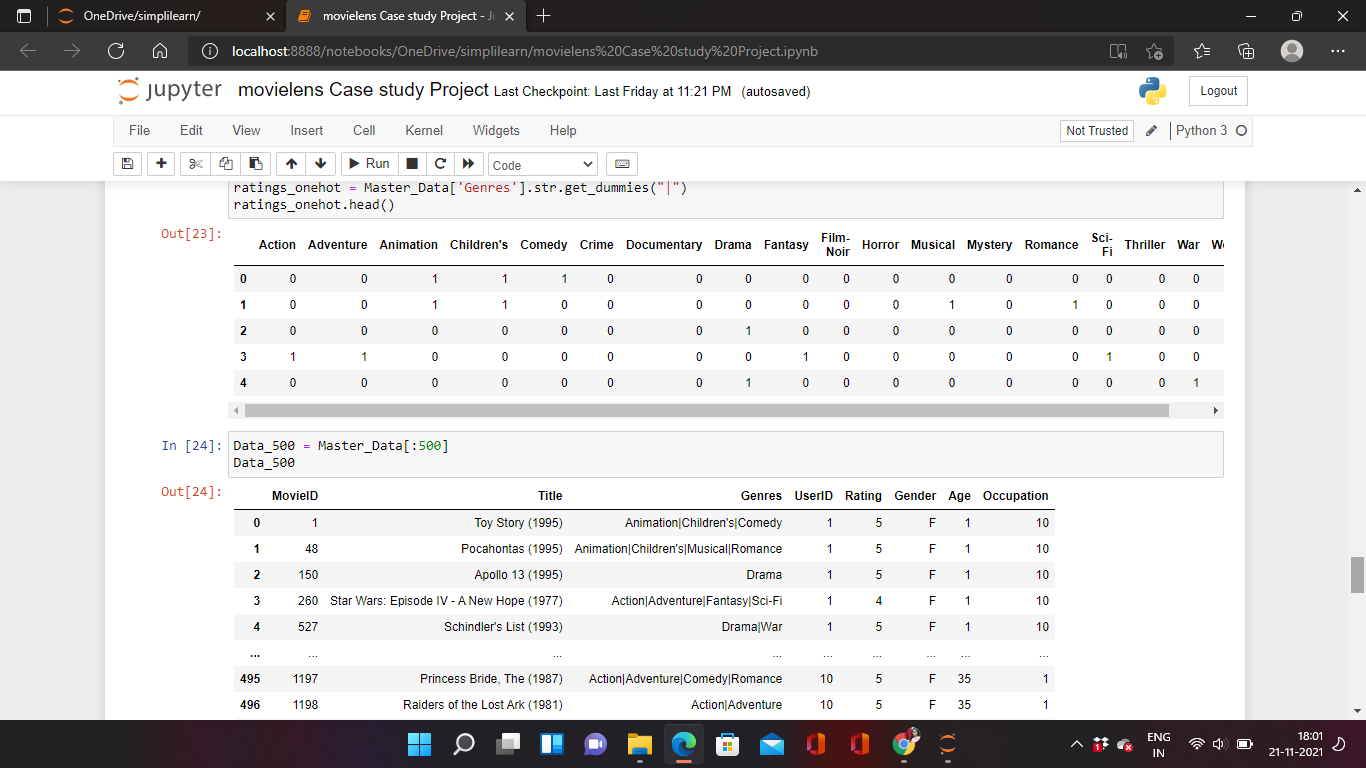 OneDrive/simplilearn/
movielens Case study Project - Ju
localhost:8888/notebooks/OneDrive/simplilearn/movielens%20Case%20study%20Project.ipynb
jupyter movielens Case study Project Last Checkpoint: Last Friday at 11:21 PM (autosaved)
Logout
File Edit View Insert Cell Kernel Widgets Help
Not Trusted Python 3
Run Code
ratings_onehot = Master_Data['Genres'].str.get_dummies("|")
ratings_onehot.head()
Out[23]:
Action Adventure Animation Children's Comedy Crime Documentary Drama Fantasy Film-Noir Horror Musical Mystery Romance Sci-Fi Thriller War We
0 0 0 1 1 1 0 0 0 0 0 0 0 0 0 0 0 0
1 0 0 1 1 0 0 0 0 0 0 0 1 0 1 0 0 0
2 0 0 0 0 0 0 0 1 0 0 0 0 0 0 0 0 0
3 1 1 0 0 0 0 0 0 1 0 0 0 0 0 1 0 0
4 0 0 0 0 0 0 0 1 0 0 0 0 0 0 0 0 1
In [24]: Data_500 = Master_Data[:500]
Data_500
Out[24]:
MovieID Title Genres UserID Rating Gender Age Occupation
0 1 Toy Story (1995) Animation|Children's|Comedy 1 5 F 1 10
1 48 Pocahontas (1995) Animation|Children's|Musical|Romance 1 5 F 1 10
2 150 Apollo 13 (1995) Drama 1 5 F 1 10
3 260 Star Wars: Episode IV - A New Hope (1977) Action|Adventure|Fantasy|Sci-Fi 1 4 F 1 10
4 527 Schindler's List (1993) Drama|War 1 5 F 1 10
... ... ... ... ... ... ... ... ...
495 1197 Princess Bride, The (1987) Action|Adventure|Comedy|Romance 10 5 F 35 1
496 1198 Raiders of the Lost Ark (1981) Action|Adventure 10 5 F 35 1
1
ENG
IN
18:01
21-11-2021